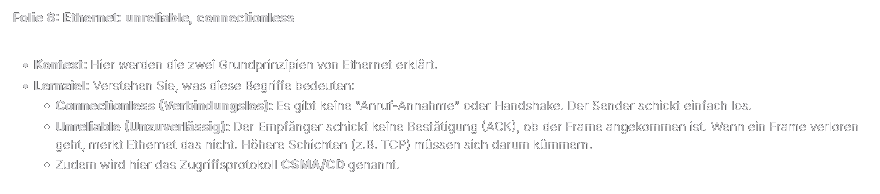 Folie 8: Ethernet: unreliable, connectionless
• Kontext: Hier werden die zwei Grundprinzipien von Ethernet erklärt.
• Lernziel: Verstehen Sie, was diese Begriffe bedeuten:
◦ Connectionless (Verbindungslos): Es gibt keine "Anruf-Annahme" oder Handshake. Der Sender schickt einfach los.
◦ Unreliable (Unzuverlässig): Der Empfänger schickt keine Bestätigung (ACK), ob der Frame angekommen ist. Wenn ein Frame verloren
geht, merkt Ethernet das nicht. Höhere Schichten (z.B. TCP) müssen sich darum kümmern.
◦ Zudem wird hier das Zugriffsprotokoll CSMA/CD genannt.